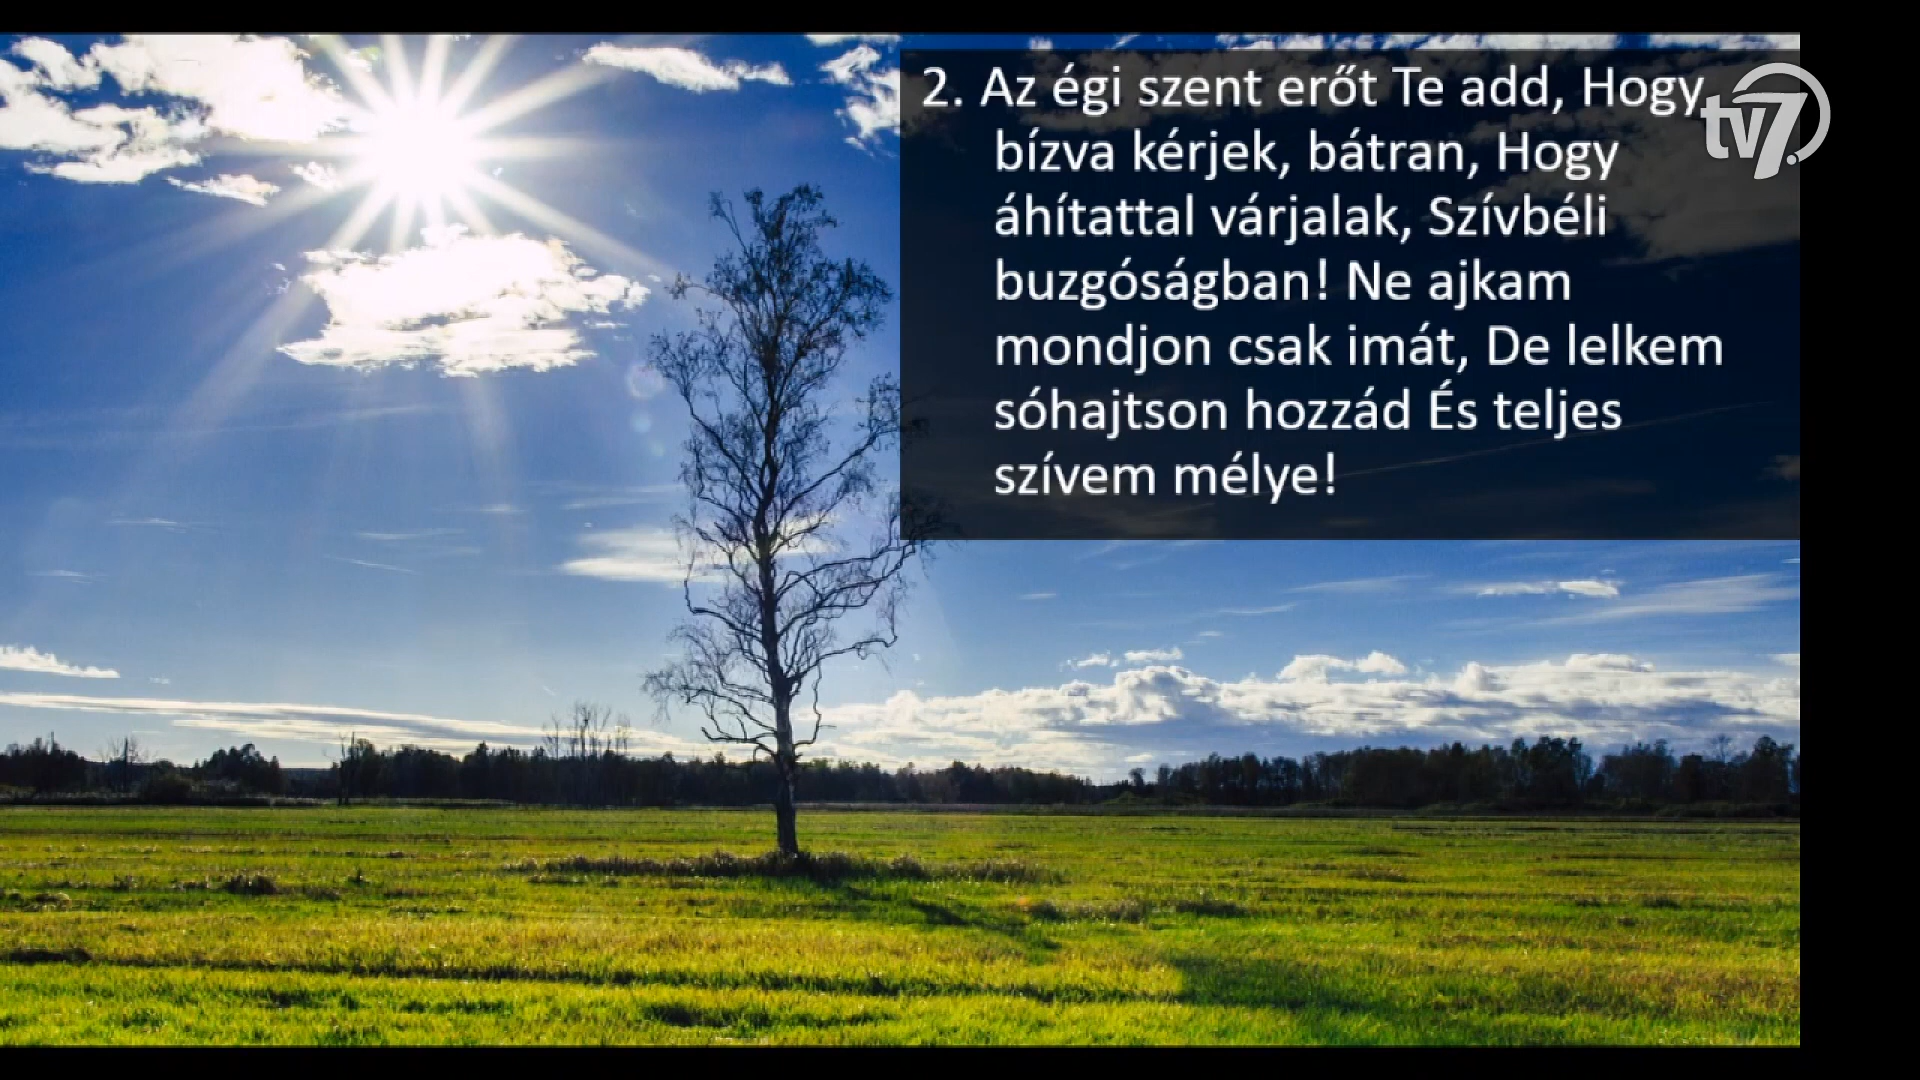 2. Az égi szent erőt Te add, Hogy
bízva kérjek, bátran, Hogy
áhítattal várjalak, Szívbéli
buzgóságban! Ne ajkam
mondjon csak imát, De lelkem
sóhajtson hozzád És teljes
szívem mélye!
tv7.